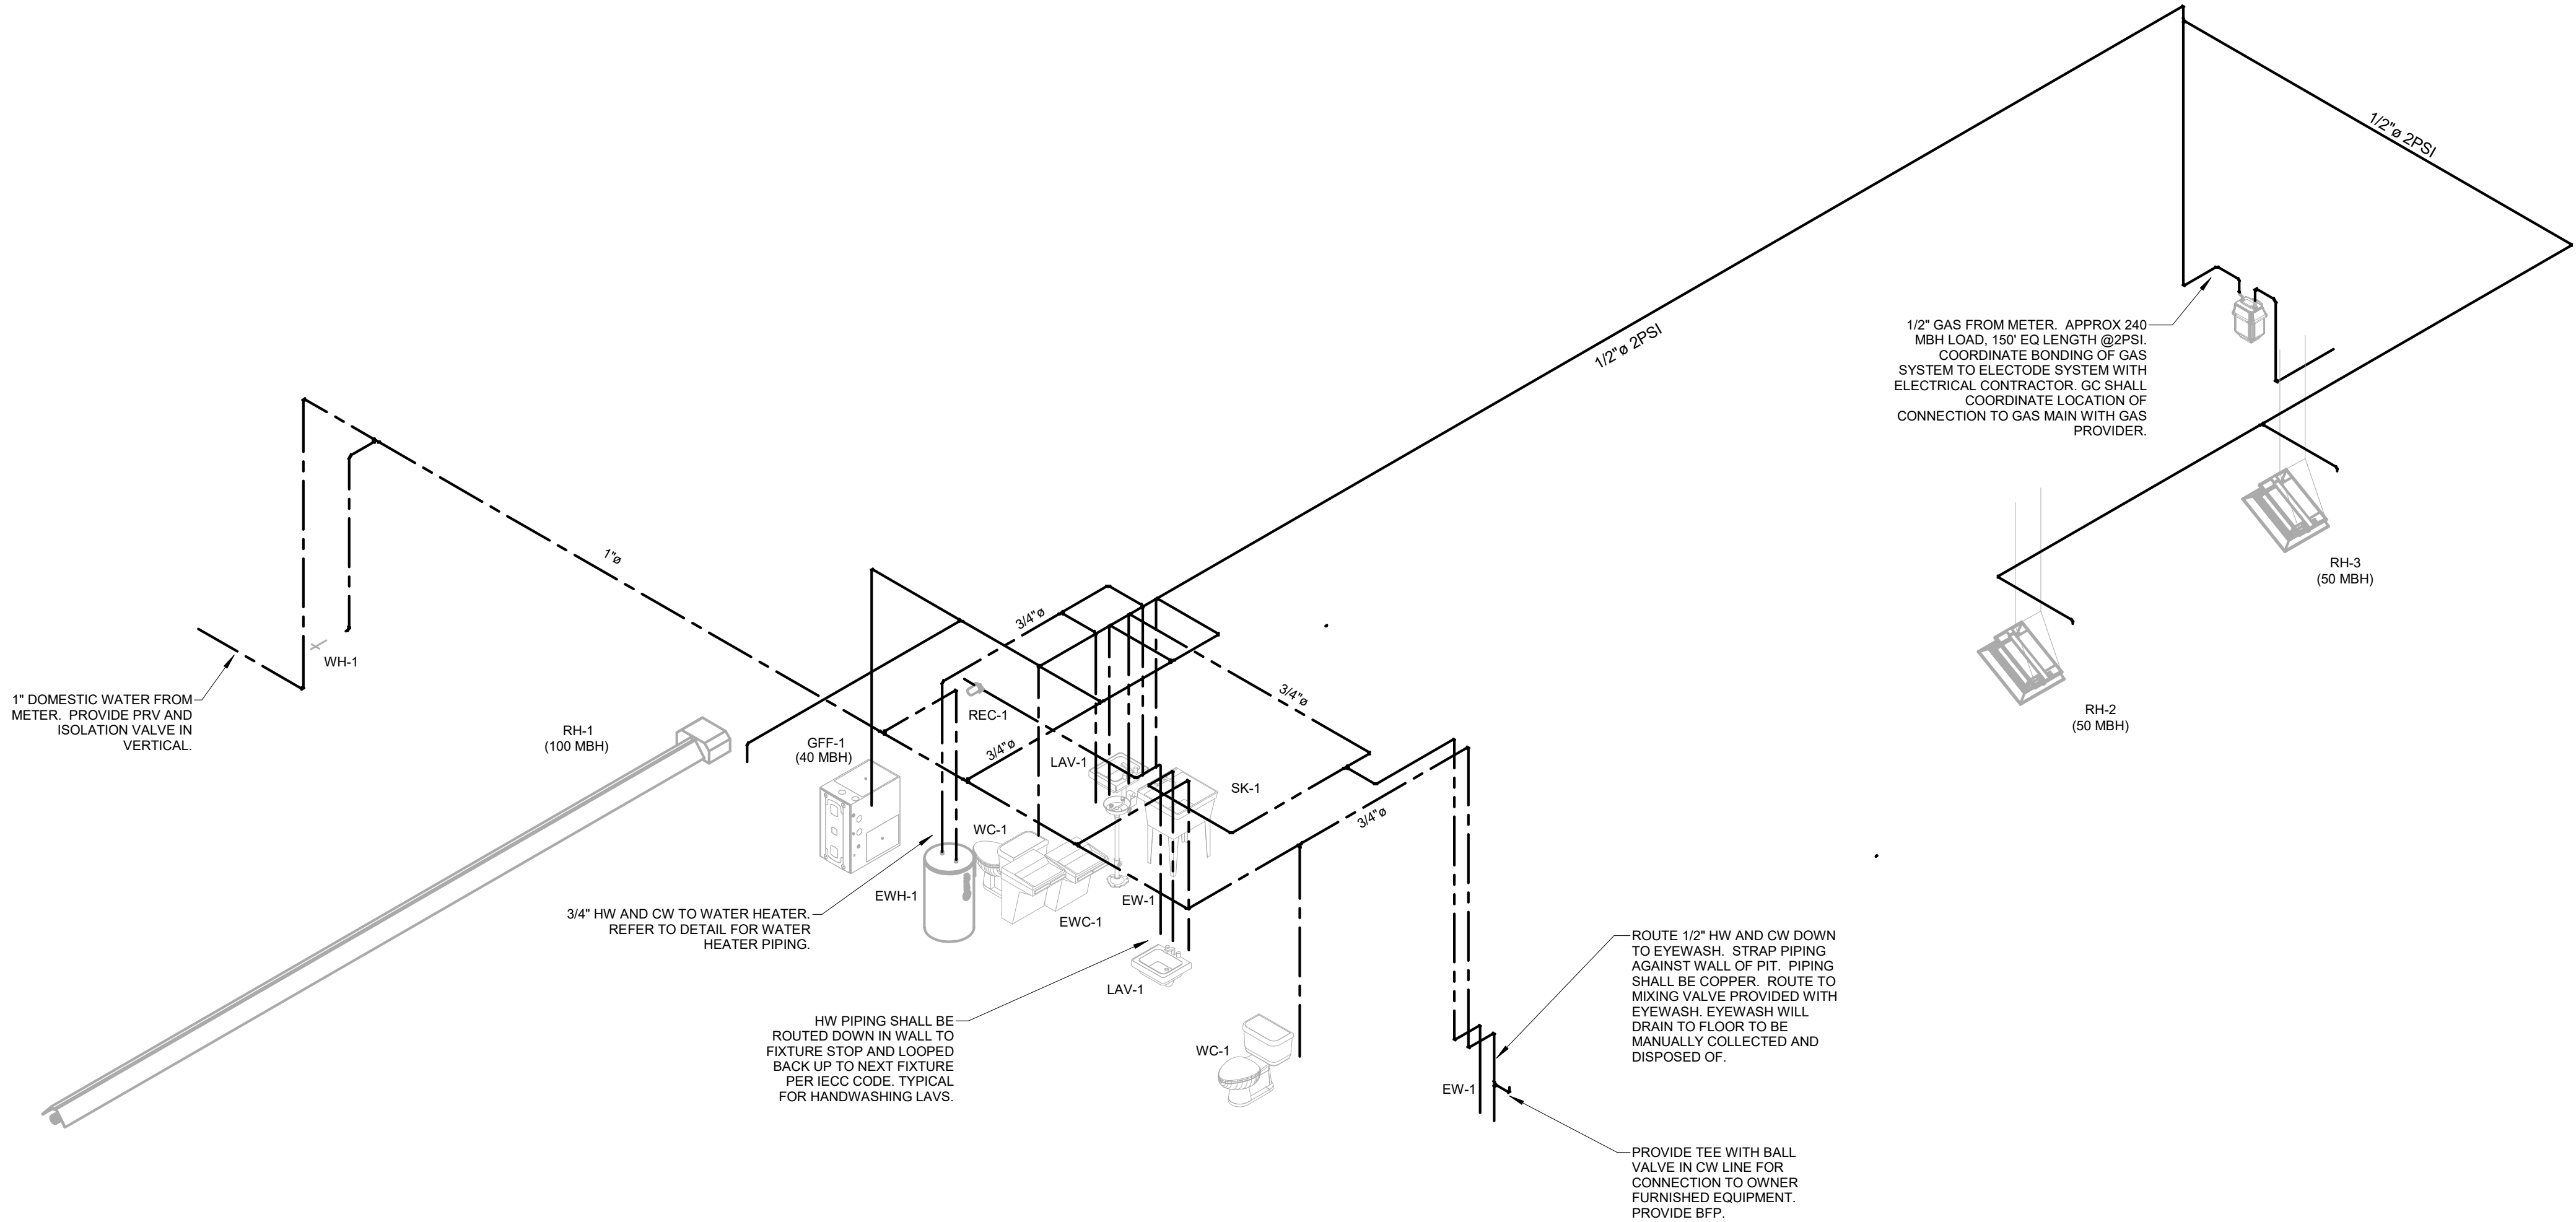 1/2"ø 2PSI
1/2"ø 2PSI
1/2" GAS FROM METER. APPROX 240
MBH LOAD, 150' EQ LENGTH @2PSI.
COORDINATE BONDING OF GAS
SYSTEM TO ELECTODE SYSTEM WITH
ELECTRICAL CONTRACTOR. GC SHALL
COORDINATE LOCATION OF
CONNECTION TO GAS MAIN WITH GAS
PROVIDER.
RH-3
(50 MBH)
RH-2
(50 MBH)
1"ø
WH-1
1" DOMESTIC WATER FROM
METER. PROVIDE PRV AND
ISOLATION VALVE IN
VERTICAL.
RH-1
(100 MBH)
GFF-1
(40 MBH)
3/4"ø
REC-1
3/4"ø
3/4"ø
LAV-1
SK-1
3/4"ø
WC-1
EWH-1
EWC-1
EW-1
3/4" HW AND CW TO WATER HEATER.
REFER TO DETAIL FOR WATER
HEATER PIPING.
LAV-1
HW PIPING SHALL BE
ROUTED DOWN IN WALL TO
FIXTURE STOP AND LOOPED
BACK UP TO NEXT FIXTURE
PER IECC CODE. TYPICAL
FOR HANDWASHING LAVS.
WC-1
ROUTE 1/2" HW AND CW DOWN
TO EYEWASH. STRAP PIPING
AGAINST WALL OF PIT. PIPING
SHALL BE COPPER. ROUTE TO
MIXING VALVE PROVIDED WITH
EYEWASH. EYEWASH WILL
DRAIN TO FLOOR TO BE
MANUALLY COLLECTED AND
DISPOSED OF.
EW-1
PROVIDE TEE WITH BALL
VALVE IN CW LINE FOR
CONNECTION TO OWNER
FURNISHED EQUIPMENT.
PROVIDE BFP.